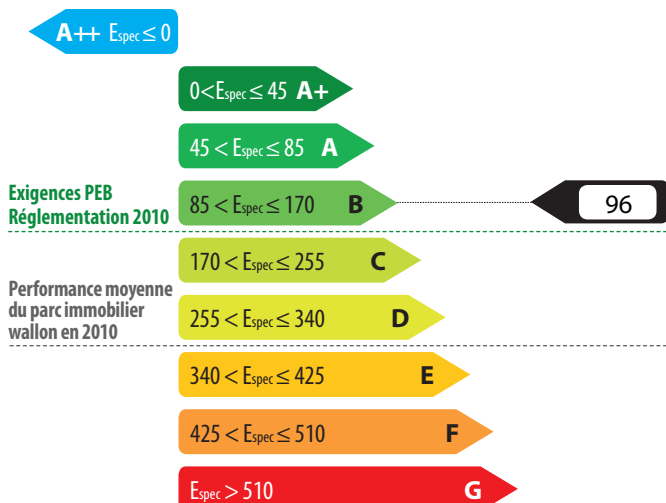 A++ Espec ≤ 0
0<Espec ≤ 45 A+
45 < Espec ≤ 85 A
Exigences PEB
Réglementation 2010
85 < Espec ≤ 170 B
96
170 < Espec ≤ 255 C
Performance moyenne
du parc immobilier
wallon en 2010
255 < Espec ≤ 340 D
340 < Espec ≤ 425 E
425 < Espec ≤ 510 F
Espec > 510 G